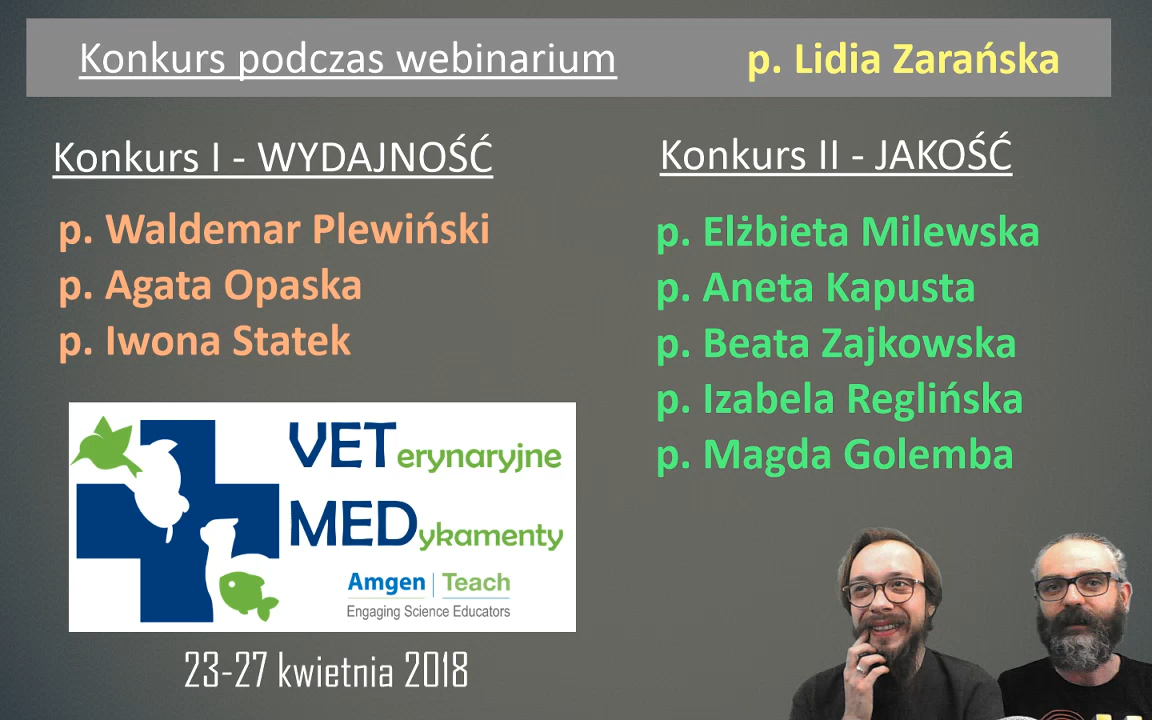 Konkurs podczas webinarium
p. Lidia Zarańska
Konkurs I - WYDAJNOŚĆ
p. Waldemar Plewiński
p. Agata Opaska
p. Iwona Statek
Konkurs II - JAKOŚĆ
p. Elżbieta Milewska
p. Aneta Kapusta
p. Beata Zajkowska
p. Izabela Reglińska
p. Magda Golemba
VETerynaryjne
MEDykamenty
Amgen | Teach
Engaging Science Educators
23-27 kwietnia 2018